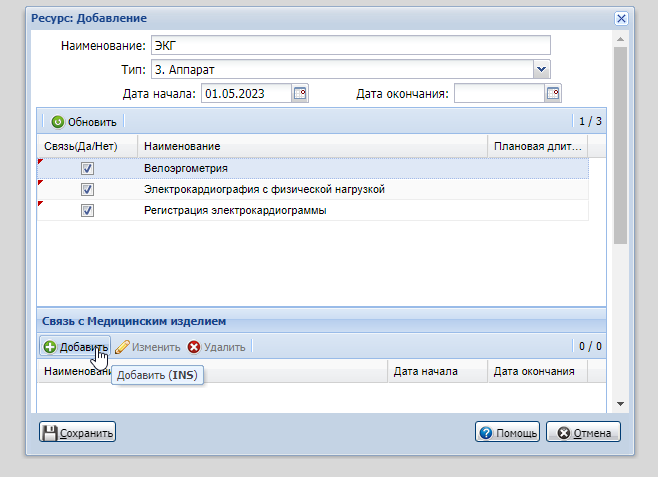 Ресурс: Добавление
Наименование: ЭКГ
Тип: 3. Аппарат
Дата начала: 01.05.2023 Дата окончания:
Обновить 1 / 3
Связь(Да/Нет) Наименование Плановая длит...
Велоэргометрия
Электрокардиография с физической нагрузкой
Регистрация электрокардиограммы
Связь с Медицинским изделием
Добавить Изменить Удалить 0 / 0
Наименование Дата начала Дата окончания
Добавить (INS)
Сохранить Помощь Отмена